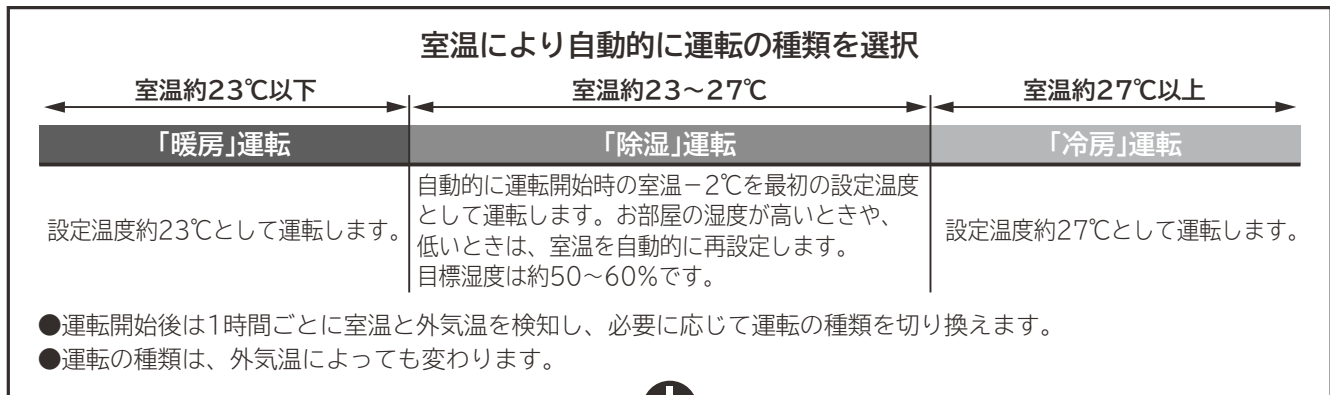 室温により自動的に運転の種類を選択
室温約23℃以下
室温約23～27℃
室温約27℃以上
「暖房」運転
「除湿」運転
「冷房」運転
設定温度約23℃として運転します。
自動的に運転開始時の室温－2℃を最初の設定温度
として運転します。お部屋の湿度が高いときや、
低いときは、室温を自動的に再設定します。
目標湿度は約50～60%です。
設定温度約27℃として運転します。
●運転開始後は1時間ごとに室温と外気温を検知し、必要に応じて運転の種類を切り換えます。
●運転の種類は、外気温によっても変わります。